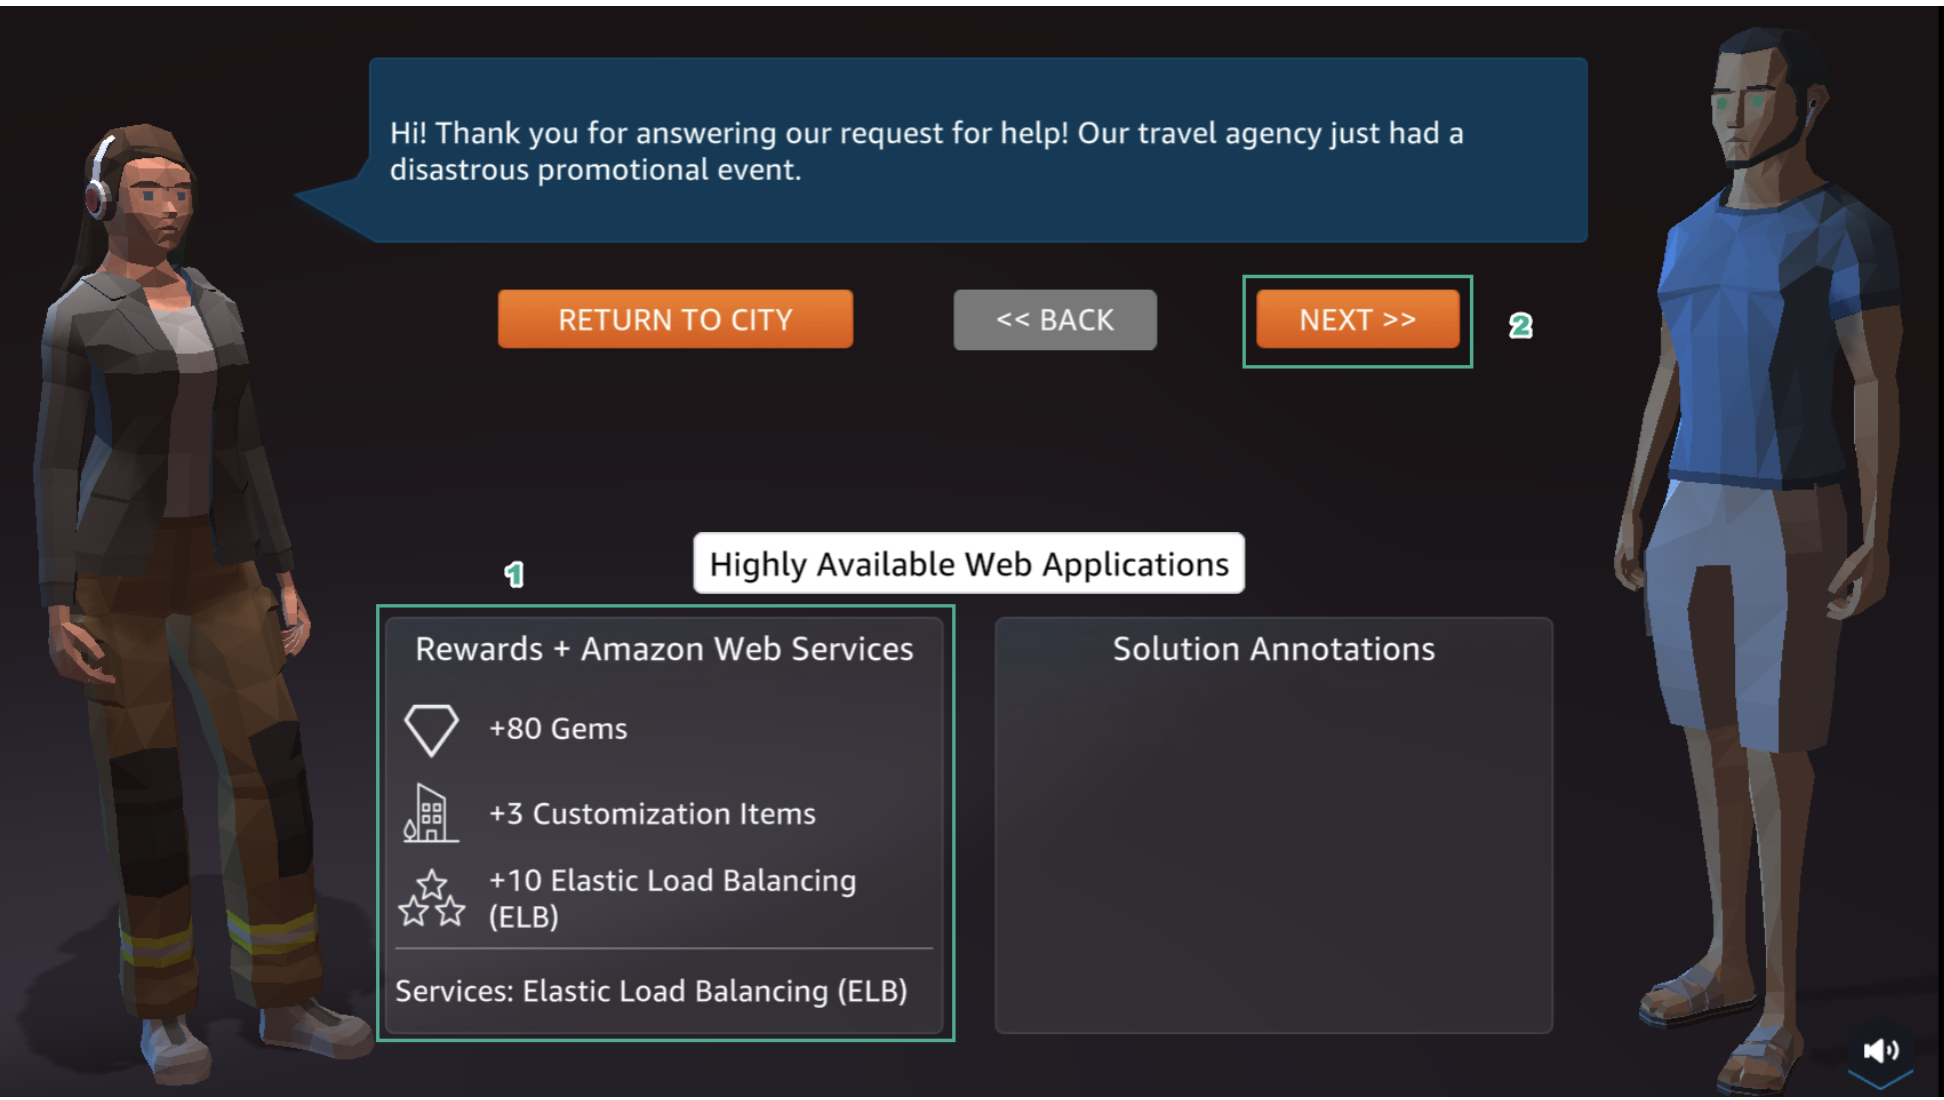 Hi! Thank you for answering our request for help! Our travel agency just had a
disastrous promotional event.
RETURN TO CITY
<< BACK
NEXT >>
2
Highly Available Web Applications
1
Rewards + Amazon Web Services
+80 Gems
+3 Customization Items
+10 Elastic Load Balancing
(ELB)
Services: Elastic Load Balancing (ELB)
Solution Annotations